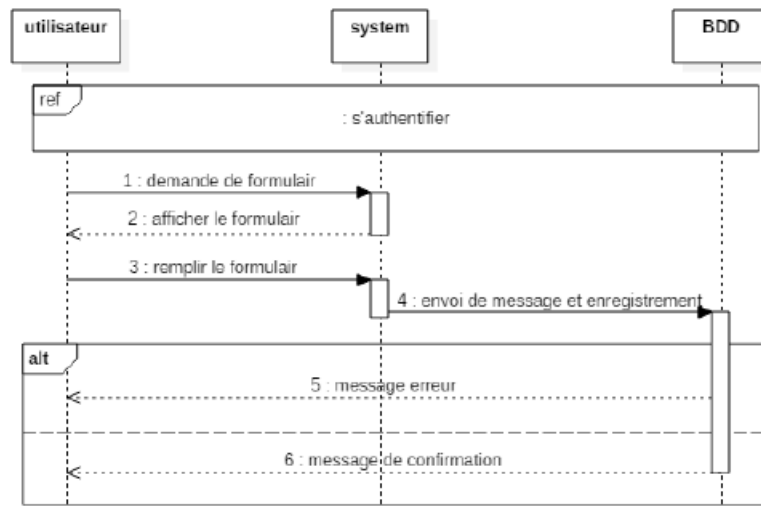 utilisateur system BDD
ref
: s'authentifier
1 : demande de formulair
2 : afficher le formulair
3 : remplir le formulair
4 : envoi de message et enregistrement
alt
5 : message erreur
6 : message de confirmation